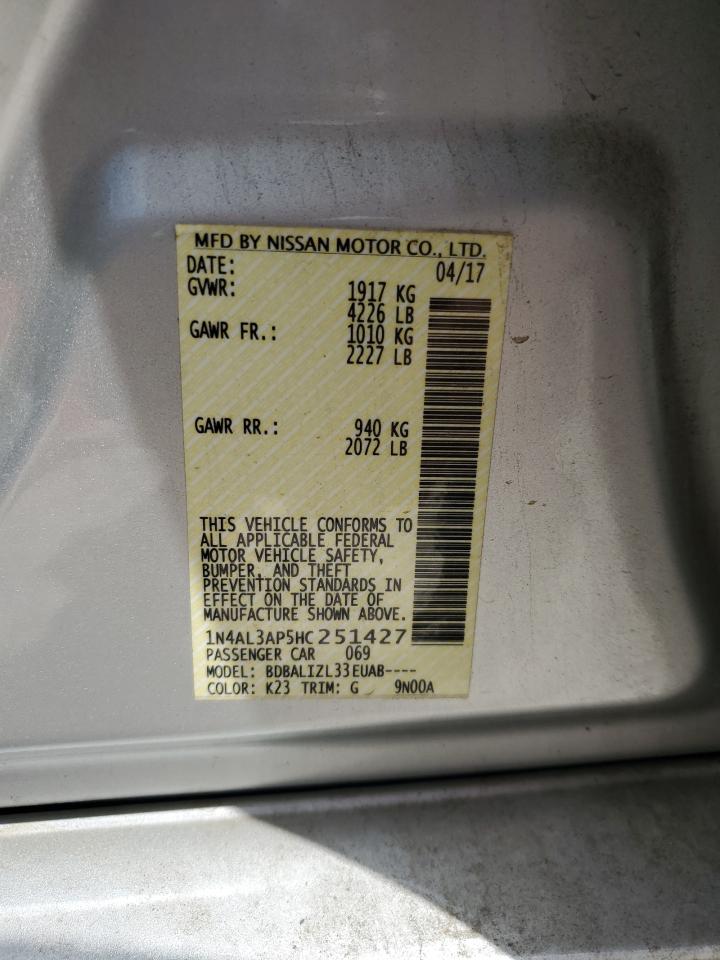 MFD BY NISSAN MOTOR CO., LTD.
DATE: 04/17
GVWR: 1917 KG
4226 LB
GAWR FR.: 1010 KG
2227 LB
GAWR RR.: 940 KG
2072 LB
THIS VEHICLE CONFORMS TO
ALL APPLICABLE FEDERAL
MOTOR VEHICLE SAFETY,
BUMPER, AND THEFT
PREVENTION STANDARDS IN
EFFECT ON THE DATE OF
MANUFACTURE SHOWN ABOVE.
1N4AL3AP5HC251427
PASSENGER CAR 069
MODEL: BDBALIZL33EUAB----
COLOR: K23 TRIM: G 9N00A